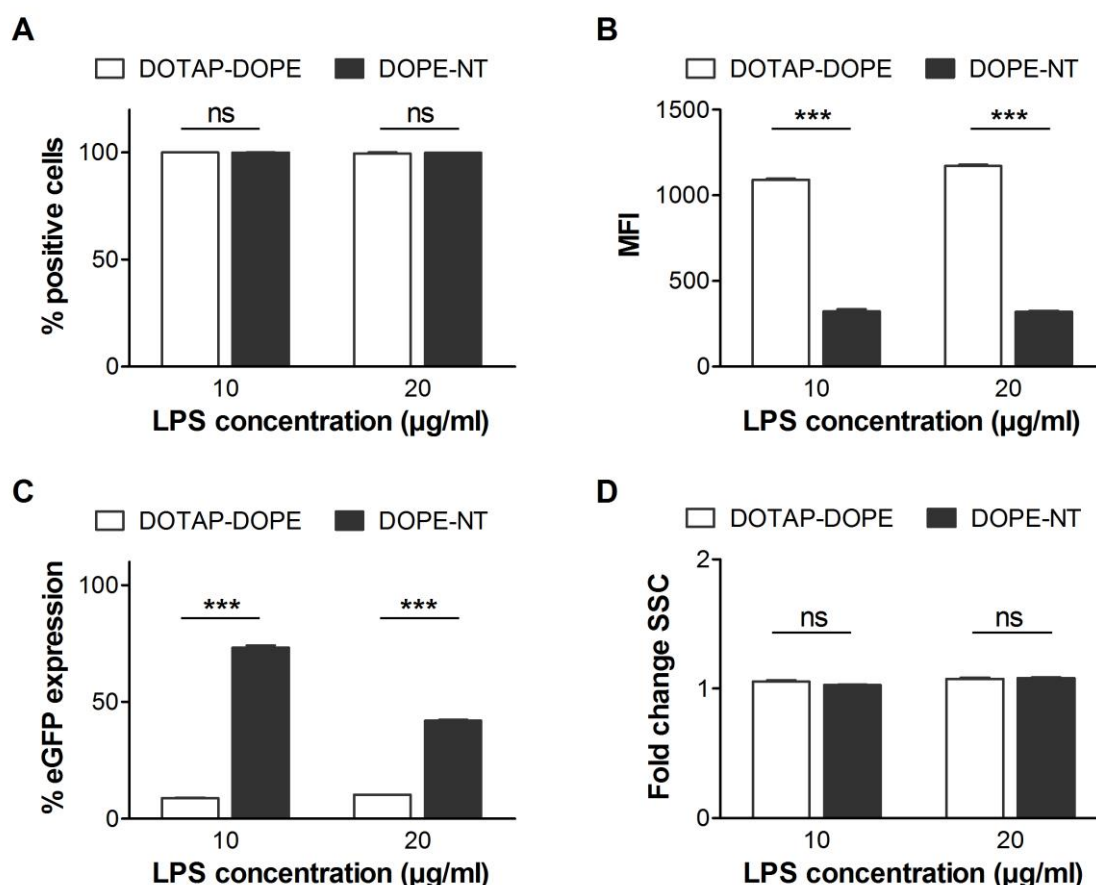 A
DOTAP-DOPE DOPE-NT
ns ns
100
50
0
% positive cells
10 20
LPS concentration (µg/ml)
B
DOTAP-DOPE DOPE-NT
1500
*** ***
1000
500
0
MFI
10 20
LPS concentration (µg/ml)
C
DOTAP-DOPE DOPE-NT
100
*** ***
50
0
% eGFP expression
10 20
LPS concentration (µg/ml)
D
DOTAP-DOPE DOPE-NT
2
ns ns
1
0
Fold change SSC
10 20
LPS concentration (µg/ml)